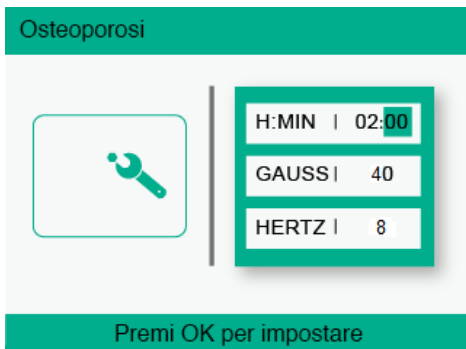 Osteoporosi
H:MIN | 02:00
GAUSS | 40
HERTZ | 8
Premi OK per impostare